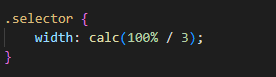 .selector {
    width: calc(100% / 3);
}